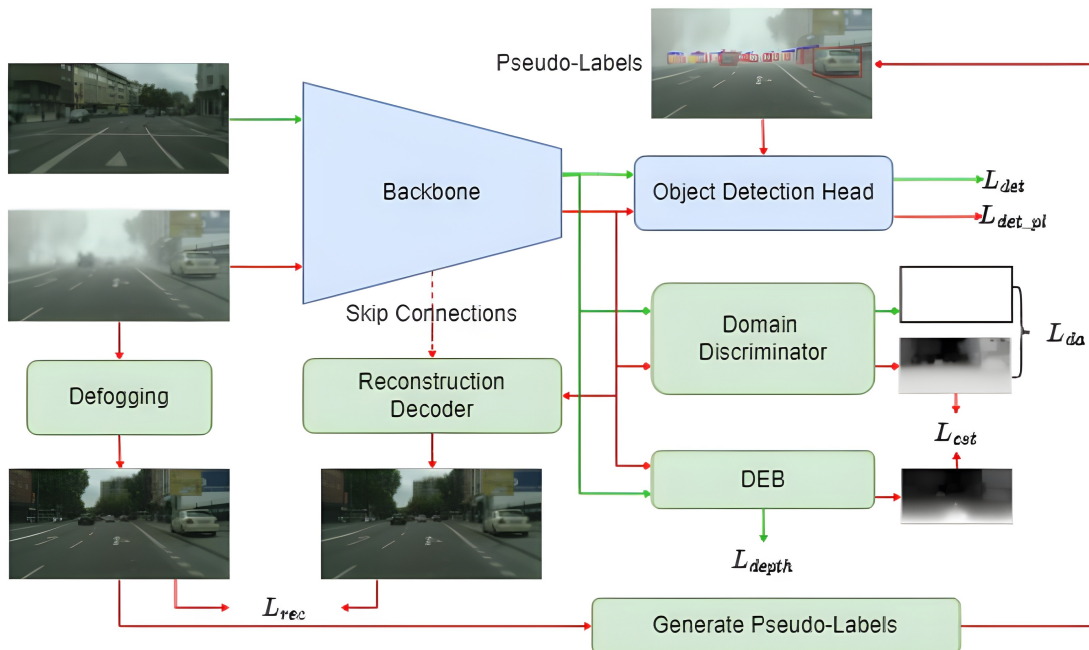 Pseudo-Labels
Backbone
Object Detection Head
L_det
L_det_pl
Skip Connections
Domain
Discriminator
L_da
Defogging
Reconstruction
Decoder
L_cst
DEB
L_depth
L_rec
Generate Pseudo-Labels